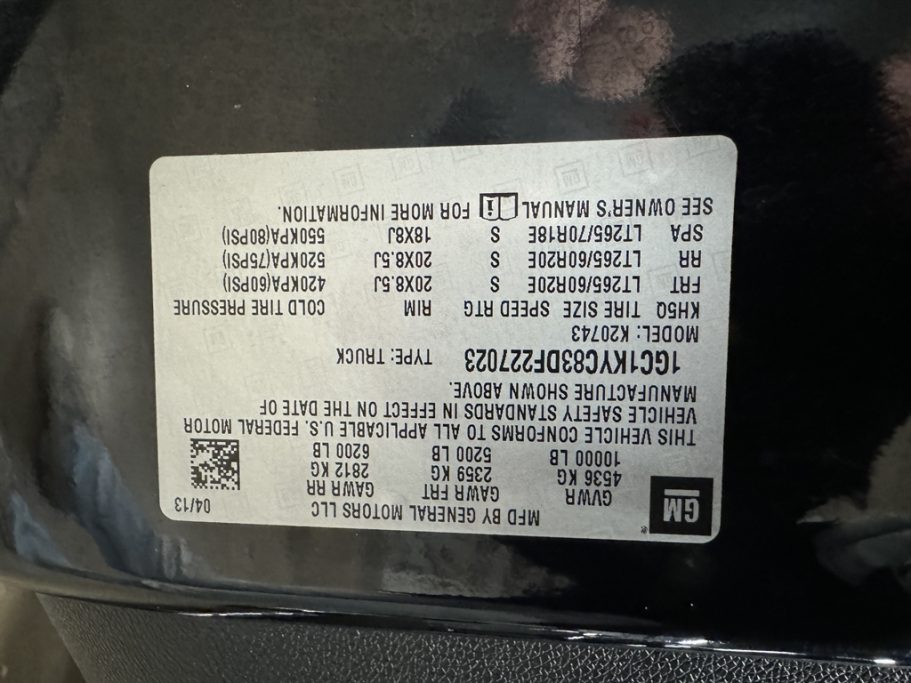 GM
MFD BY GENERAL MOTORS LLC 04/13
GVWR GAWR FRT GAWR RR
4536 KG 2359 KG 2812 KG
10000 LB 5200 LB 6200 LB
THIS VEHICLE CONFORMS TO ALL APPLICABLE U.S. FEDERAL MOTOR
VEHICLE SAFETY STANDARDS IN EFFECT ON THE DATE OF
MANUFACTURE SHOWN ABOVE.
1GC1KYC83DF227023 TYPE: TRUCK
MODEL: K20743
KH5Q TIRE SIZE SPEED RTG RIM COLD TIRE PRESSURE
FRT LT265/60R20E S 20X8.5J 420KPA(60PSI)
RR LT265/60R20E S 20X8.5J 520KPA(75PSI)
SPA LT265/70R18E S 18X8J 550KPA(80PSI)
SEE OWNER'S MANUAL i FOR MORE INFORMATION.